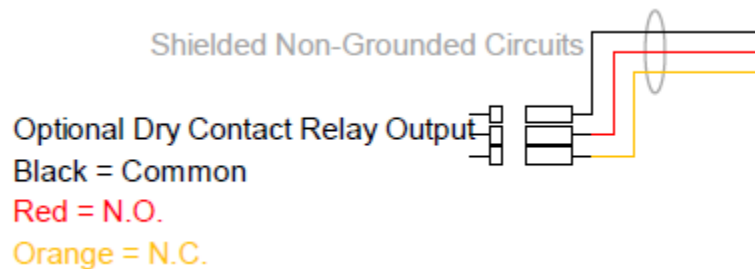 Shielded Non-Grounded Circuits
Optional Dry Contact Relay Output
Black = Common
Red = N.O.
Orange = N.C.